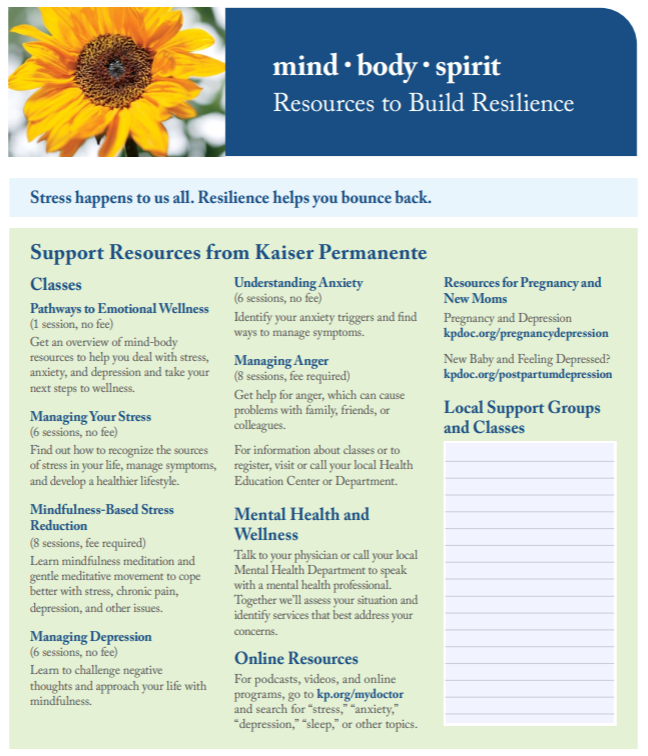 mind · body · spirit
Resources to Build Resilience
Stress happens to us all. Resilience helps you bounce back.
Support Resources from Kaiser Permanente
Classes
Pathways to Emotional Wellness
(1 session, no fee)
Get an overview of mind-body
resources to help you deal with stress,
anxiety, and depression and take your
next steps to wellness.
Managing Your Stress
(6 sessions, no fee)
Find out how to recognize the sources
of stress in your life, manage symptoms,
and develop a healthier lifestyle.
Mindfulness-Based Stress
Reduction
(8 sessions, fee required)
Learn mindfulness meditation and
gentle meditative movement to cope
better with stress, chronic pain,
depression, and other issues.
Managing Depression
(6 sessions, no fee)
Learn to challenge negative
thoughts and approach your life with
mindfulness.
Understanding Anxiety
(6 sessions, no fee)
Identify your anxiety triggers and find
ways to manage symptoms.
Managing Anger
(8 sessions, fee required)
Get help for anger, which can cause
problems with family, friends, or
colleagues.
For information about classes or to
register, visit or call your local Health
Education Center or Department.
Mental Health and
Wellness
Talk to your physician or call your local
Mental Health Department to speak
with a mental health professional.
Together we'll assess your situation and
identify services that best address your
concerns.
Online Resources
For podcasts, videos, and online
programs, go to kp.org/mydoctor
and search for “stress,” “anxiety,”
“depression,” “sleep,” or other topics.
Resources for Pregnancy and
New Moms
Pregnancy and Depression
kpdoc.org/pregnancydepression
New Baby and Feeling Depressed?
kpdoc.org/postpartumdepression
Local Support Groups
and Classes